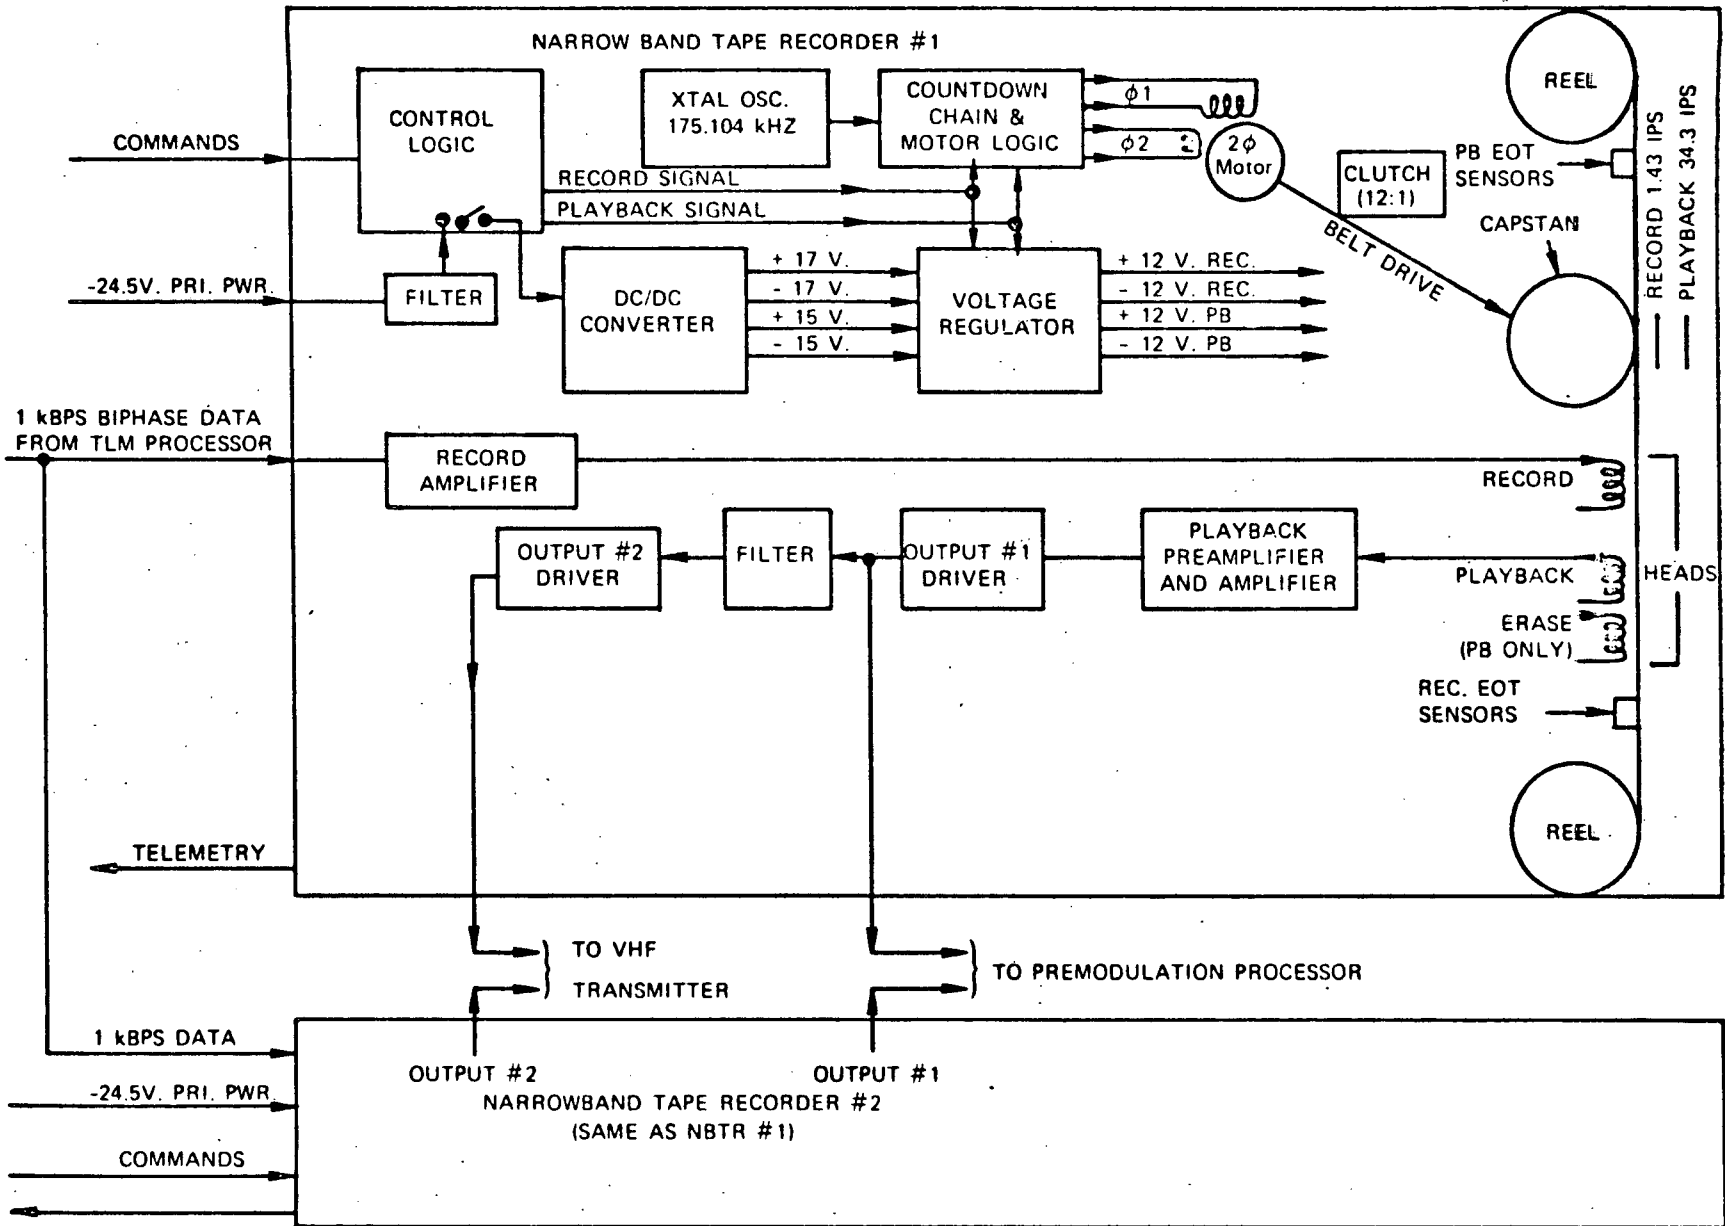 NARROW BAND TAPE RECORDER #1
REEL
CONTROL
LOGIC
XTAL OSC.
175.104 kHZ
COUNTDOWN
CHAIN &
MOTOR LOGIC
ϕ1
ϕ2
2ϕ
Motor
COMMANDS
RECORD SIGNAL
PLAYBACK SIGNAL
CLUTCH
(12:1)
PB EOT
SENSORS
RECORD 1.43 IPS
PLAYBACK 34.3 IPS
CAPSTAN
BELT DRIVE
-24.5V. PRI. PWR.
FILTER
DC/DC
CONVERTER
+ 17 V.
- 17 V.
+ 15 V.
- 15 V.
VOLTAGE
REGULATOR
+ 12 V. REC.
- 12 V. REC.
+ 12 V. PB
- 12 V. PB
1 kBPS BIPHASE DATA
FROM TLM PROCESSOR
RECORD
AMPLIFIER
RECORD
OUTPUT #2
DRIVER
FILTER
OUTPUT #1
DRIVER
PLAYBACK
PREAMPLIFIER
AND AMPLIFIER
PLAYBACK
HEADS
ERASE
(PB ONLY)
REC. EOT
SENSORS
REEL
TELEMETRY
TO VHF
TRANSMITTER
TO PREMODULATION PROCESSOR
1 kBPS DATA
OUTPUT #2
OUTPUT #1
-24.5V. PRI. PWR.
NARROWBAND TAPE RECORDER #2
(SAME AS NBTR #1)
COMMANDS